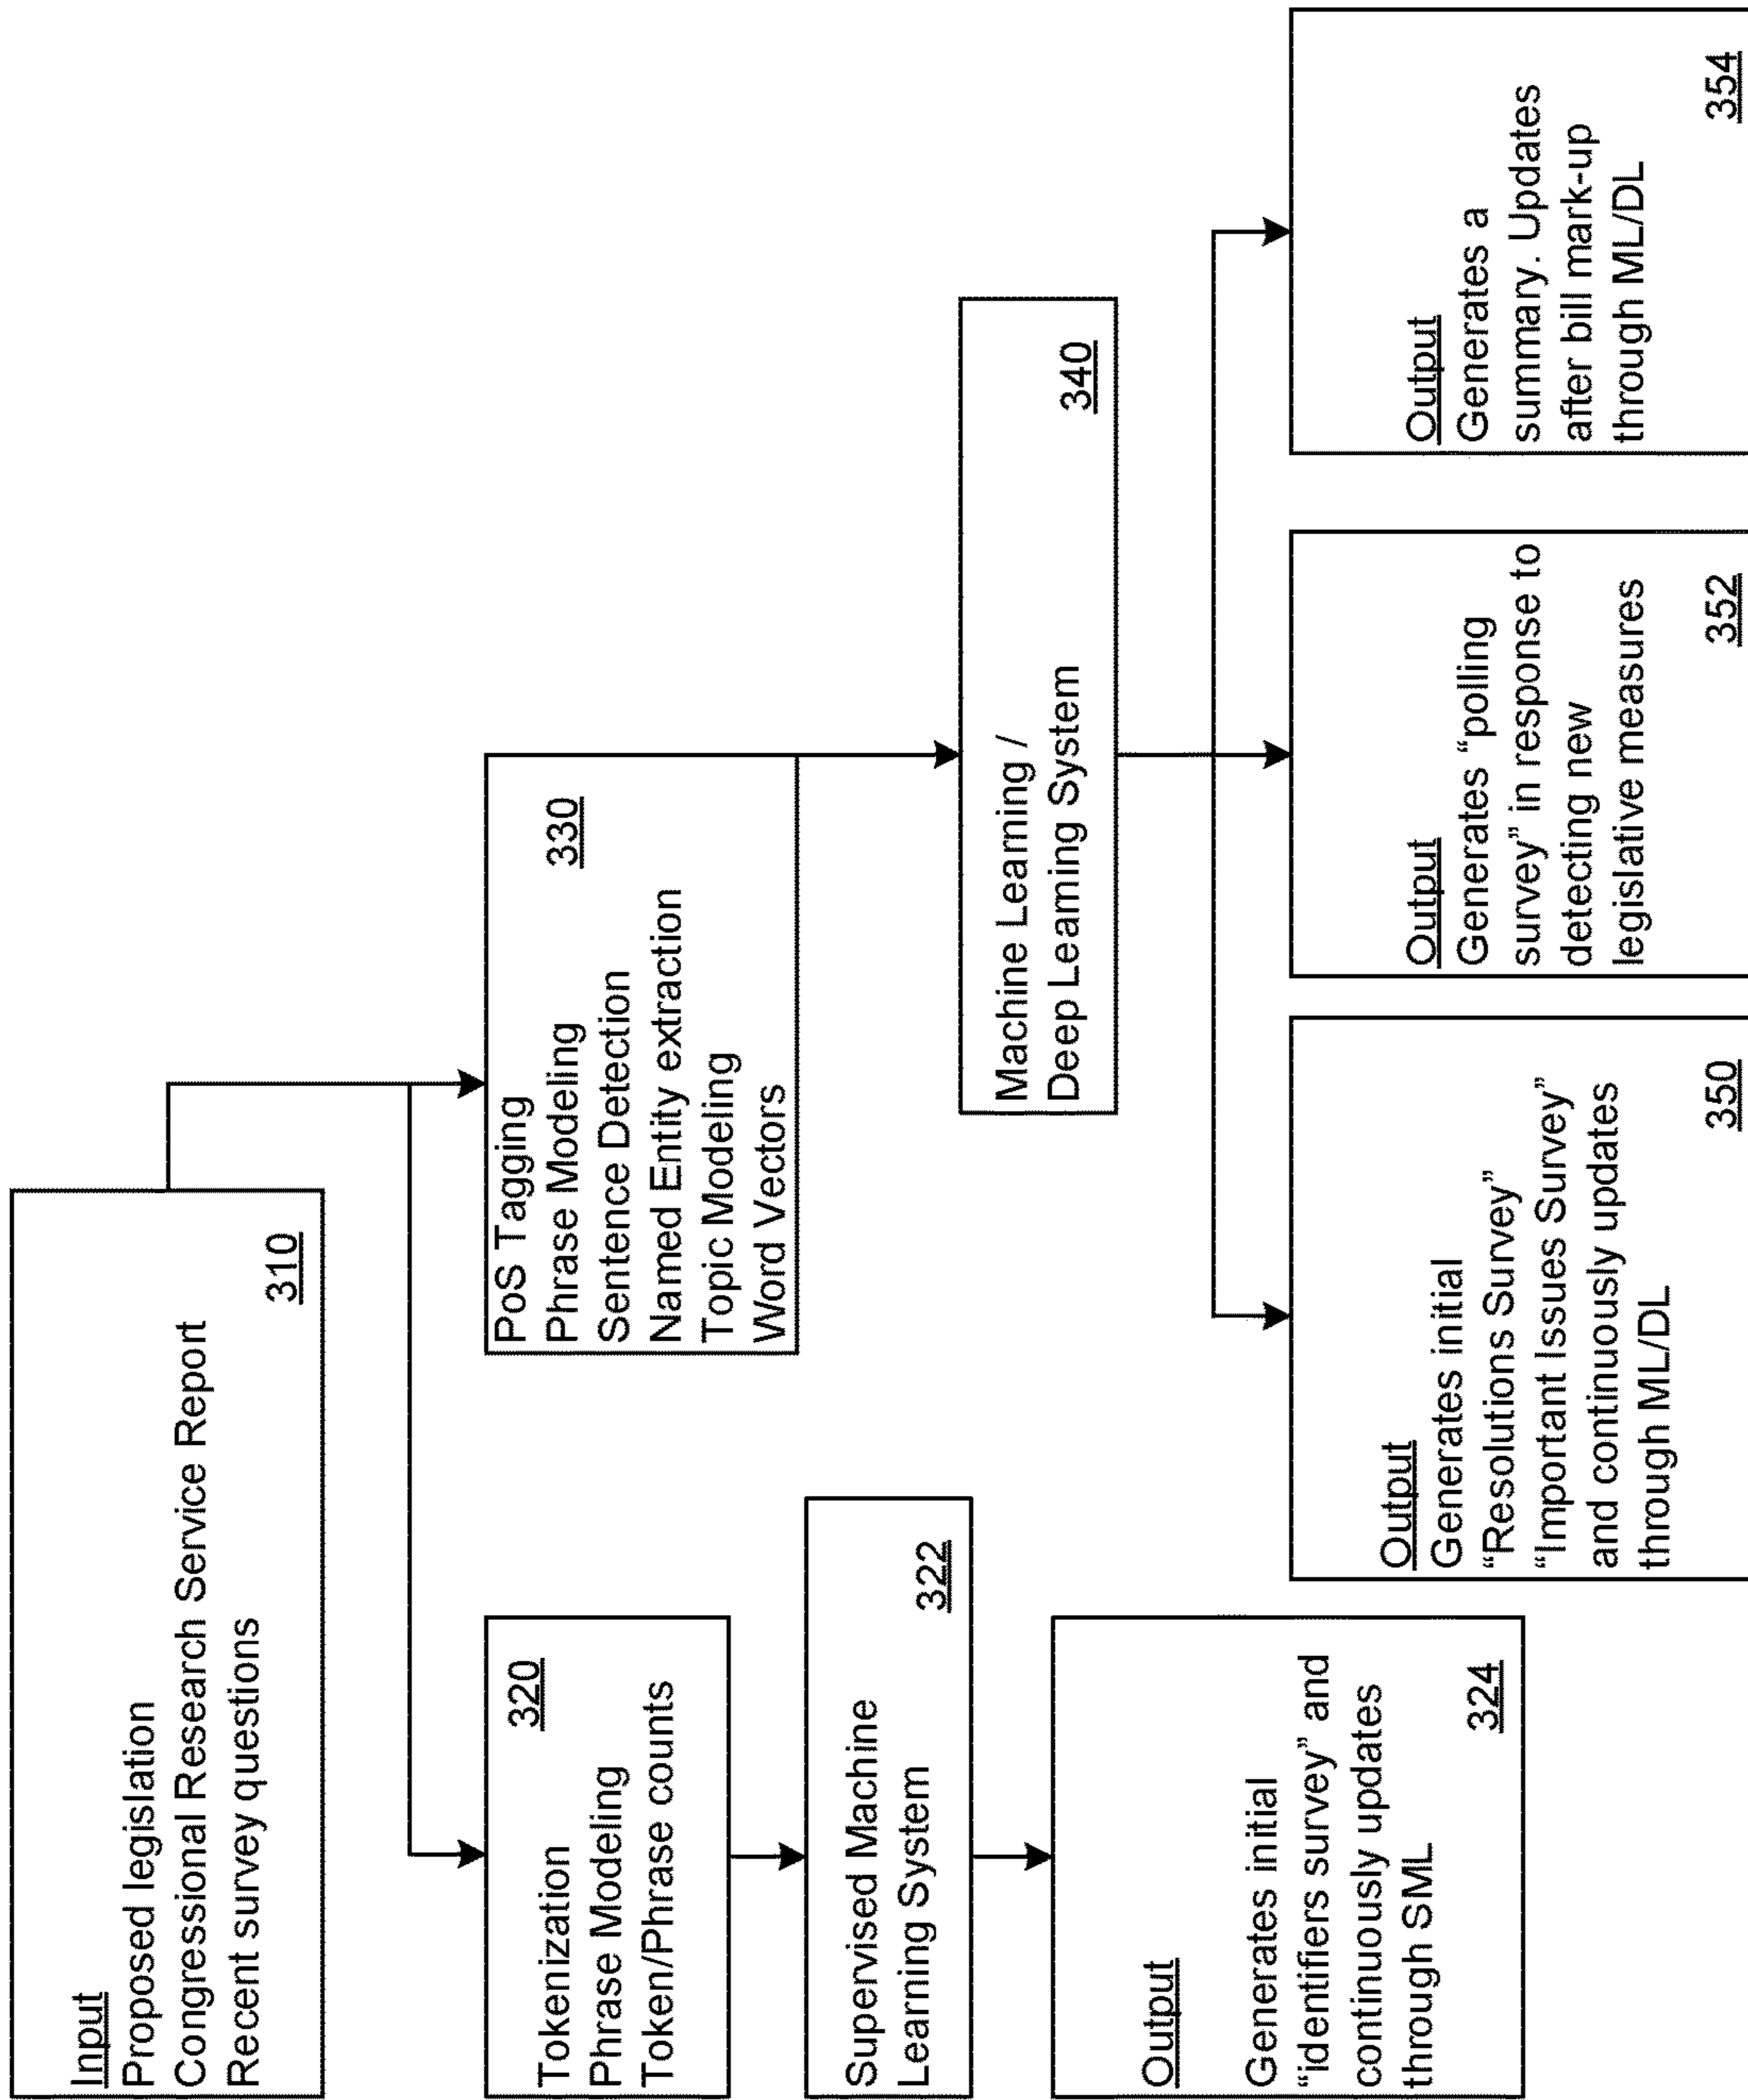 Input
Proposed legislation
Congressional Research Service Report
Recent survey questions
310
Tokenization
Phrase Modeling
Token/Phrase counts
320
PoS Tagging
Phrase Modeling
Sentence Detection
Named Entity extraction
Topic Modeling
Word Vectors
330
Supervised Machine
Learning System
322
Machine Learning /
Deep Learning System
340
Output
Generates initial
“identifiers survey” and
continuously updates
through SML
324
Output
Generates initial
“Resolutions Survey”
“Important Issues Survey”
and continuously updates
through ML/DL
350
Output
Generates “polling
survey” in response to
detecting new
legislative measures
352
Output
Generates a
summary. Updates
after bill mark-up
through ML/DL
354